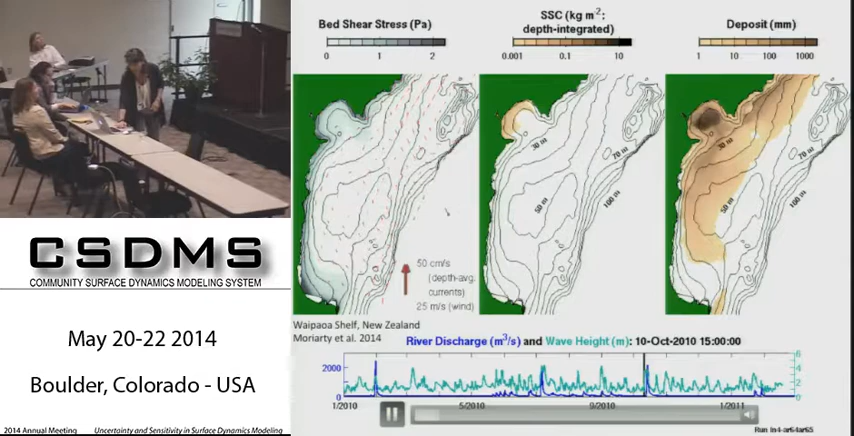 Bed Shear Stress (Pa)
0 1 2
SSC (kg m²:
depth-integrated)
0.001 0.1 10
Deposit (mm)
1 10 100 1000
30 m
70 m
50 m
100 m
30 m
70 m
50 m
100 m
50 cm/s
(depth-avg.
currents)
25 m/s (wind)
Waipaoa Shelf, New Zealand
Moriarty et al. 2014
River Discharge (m³/s) and Wave Height (m): 10-Oct-2010 15:00:00
2000
0
6
4
2
0
1/2010 5/2010 9/2010 1/2011
CSDMS
COMMUNITY SURFACE DYNAMICS MODELING SYSTEM
May 20-22 2014
Boulder, Colorado - USA
2014 Annual Meeting Uncertainty and Sensitivity in Surface Dynamics Modeling